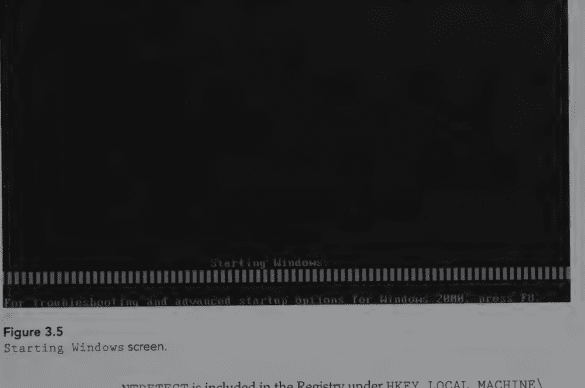 Starting Windows
For troubleshooting and advanced startup options for Windows 2000, press F8.
Figure 3.5
Starting Windows screen.
NTDETECT is included in the Registry under HKEY_LOCAL_MACHINE\